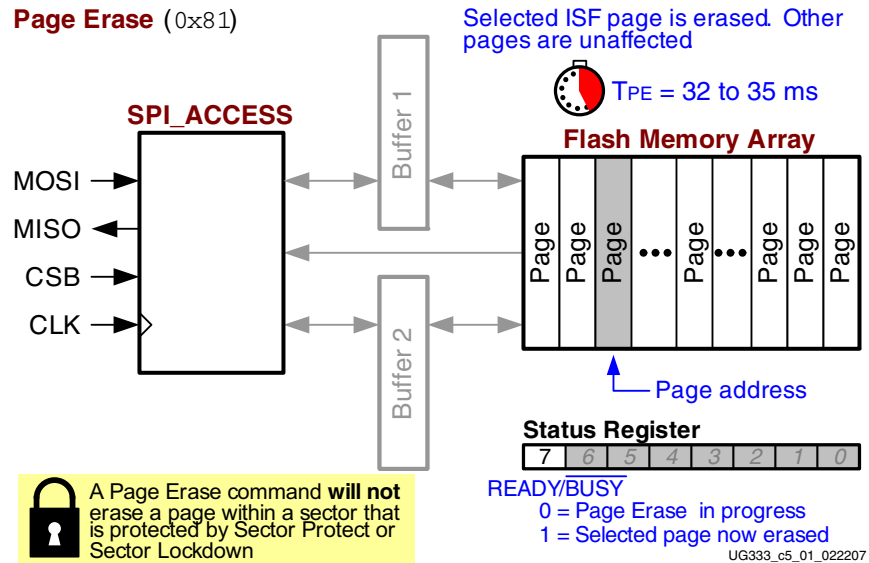 Page Erase (0x81)
Selected ISF page is erased. Other
pages are unaffected
TPE = 32 to 35 ms
SPI_ACCESS
Buffer 1
Flash Memory Array
MOSI
MISO
CSB
CLK
Page
Page
Page
•••
Page
•••
Page
Page
Page
Buffer 2
Page address
Status Register
7 6 5 4 3 2 1 0
READY/BUSY
0 = Page Erase in progress
1 = Selected page now erased
A Page Erase command will not
erase a page within a sector that
is protected by Sector Protect or
Sector Lockdown
UG333_c5_01_022207